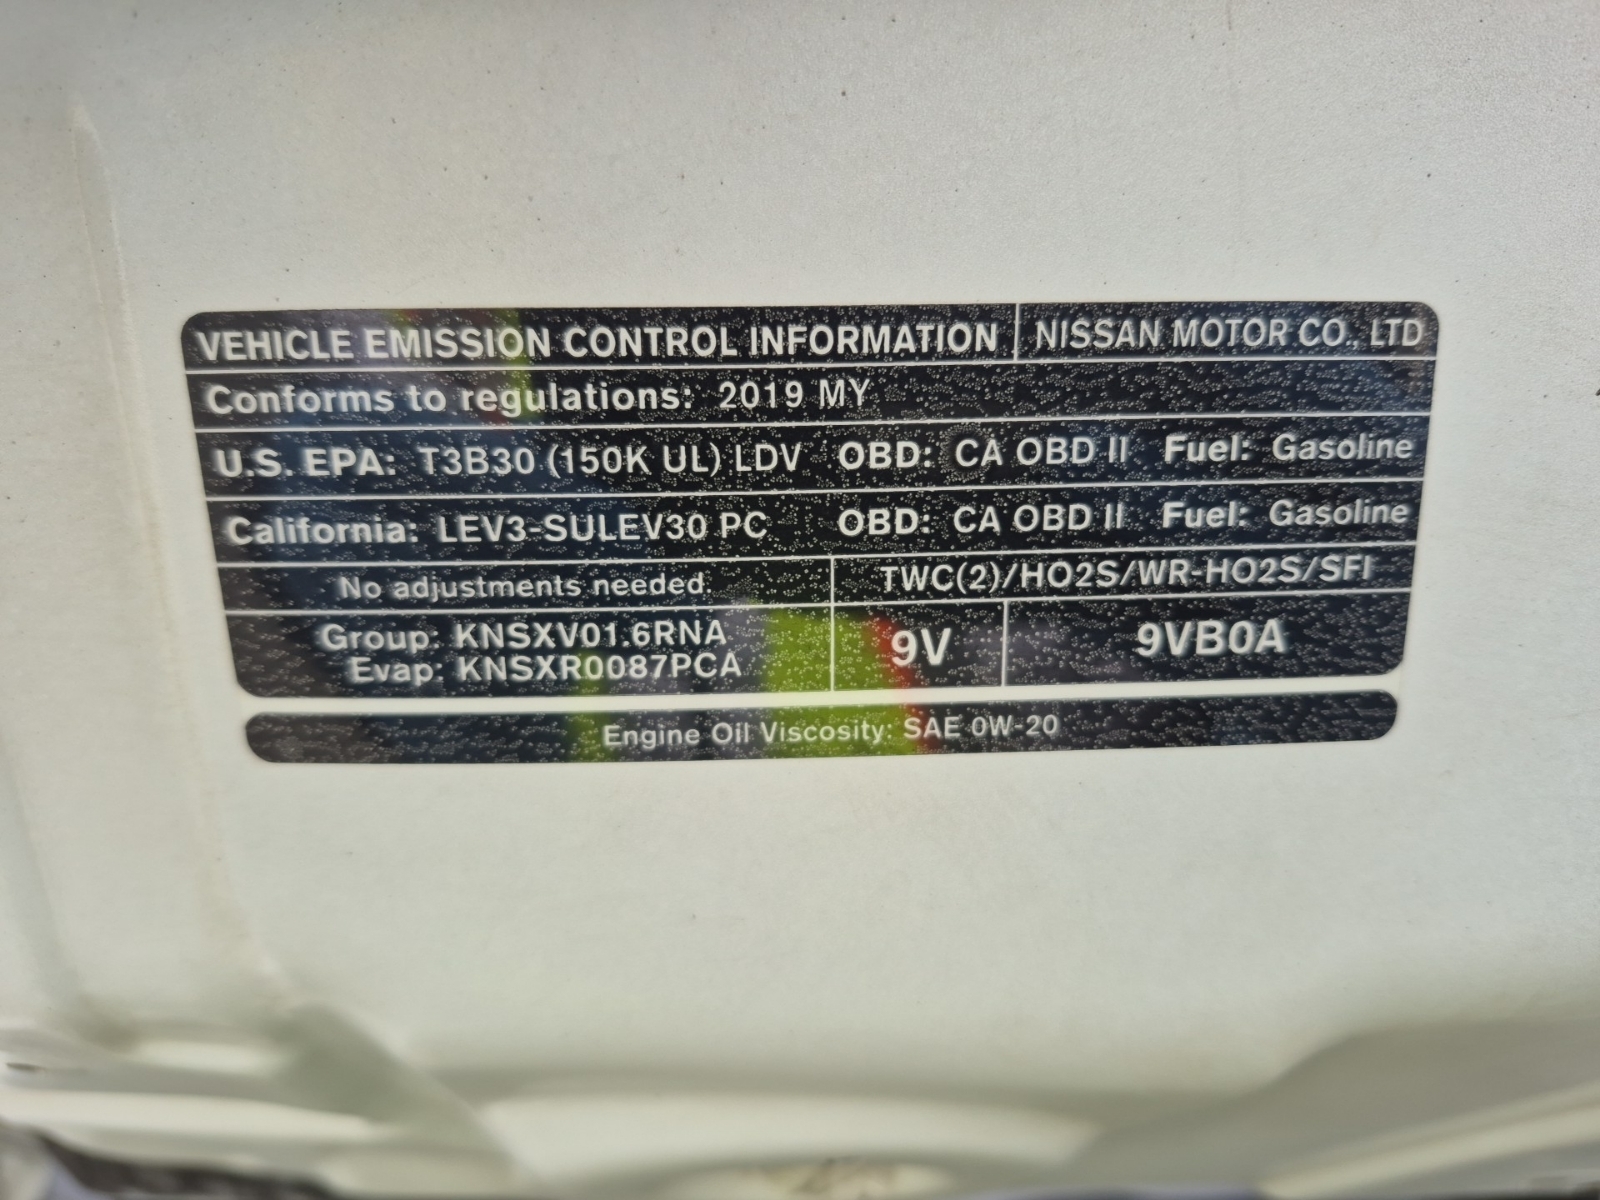 VEHICLE EMISSION CONTROL INFORMATION NISSAN MOTOR CO., LTD
Conforms to regulations: 2019 MY
U.S. EPA: T3B30 (150K UL) LDV OBD: CA OBD II Fuel: Gasoline
California: LEV3-SULEV30 PC OBD: CA OBD II Fuel: Gasoline
No adjustments needed. TWC(2)/HO2S/WR-HO2S/SFI
Group: KNSXV01.6RNA
Evap: KNSXR0087PCA
9V 9VB0A
Engine Oil Viscosity: SAE 0W-20